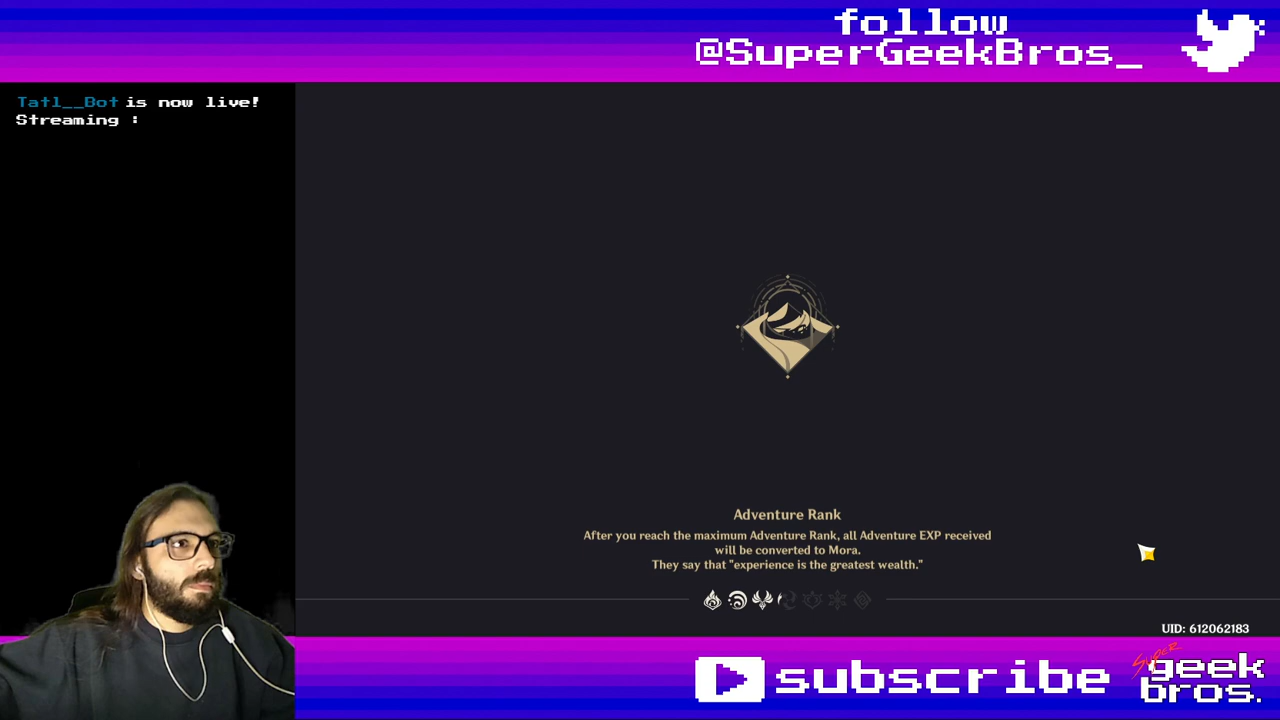 follow
@SuperGeekBros_
Tatl__Bot is now live!
Streaming :
Adventure Rank
After you reach the maximum Adventure Rank, all Adventure EXP received
will be converted to Mora.
They say that "experience is the greatest wealth."
UID: 612062183
subscribe
super
geek
bros.